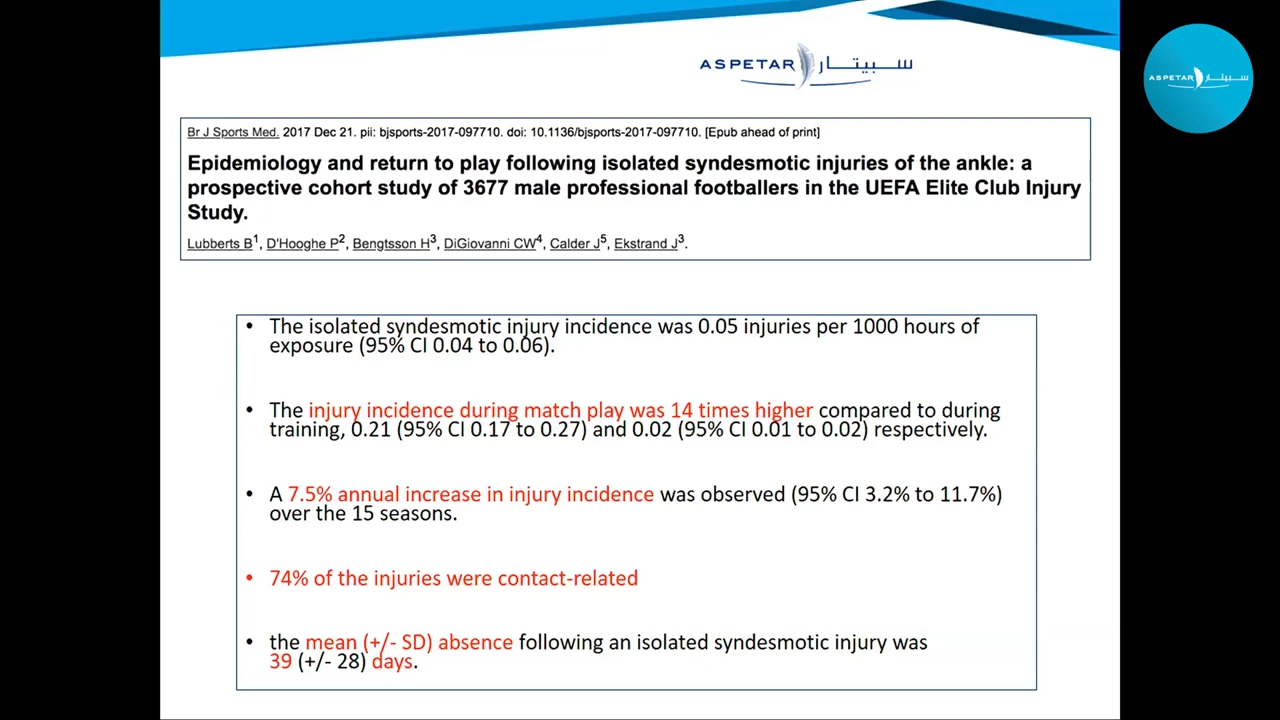 ASPETAR سبيتار
ASPETAR سبيتار
Br J Sports Med. 2017 Dec 21. pii: bjsports-2017-097710. doi: 10.1136/bjsports-2017-097710. [Epub ahead of print]
Epidemiology and return to play following isolated syndesmotic injuries of the ankle: a
prospective cohort study of 3677 male professional footballers in the UEFA Elite Club Injury
Study.
Lubberts B1, D'Hooghe P2, Bengtsson H3, DiGiovanni CW4, Calder J5, Ekstrand J3.
• The isolated syndesmotic injury incidence was 0.05 injuries per 1000 hours of
exposure (95% CI 0.04 to 0.06).
• The injury incidence during match play was 14 times higher compared to during
training, 0.21 (95% CI 0.17 to 0.27) and 0.02 (95% CI 0.01 to 0.02) respectively.
• A 7.5% annual increase in injury incidence was observed (95% CI 3.2% to 11.7%)
over the 15 seasons.
• 74% of the injuries were contact-related
• the mean (+/- SD) absence following an isolated syndesmotic injury was
39 (+/- 28) days.